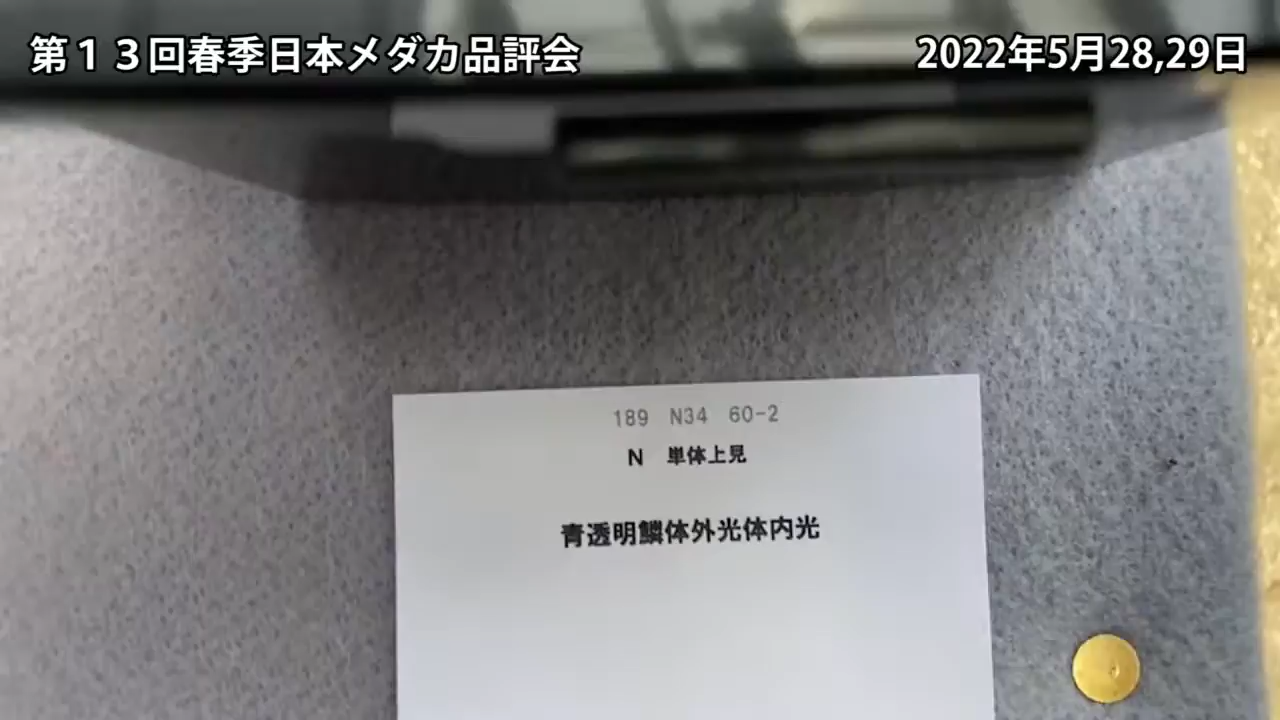 第１３回春季日本メダカ品評会
2022年5月28,29日
189 N34 60-2
N 単体上見
青透明鱗体外光体内光